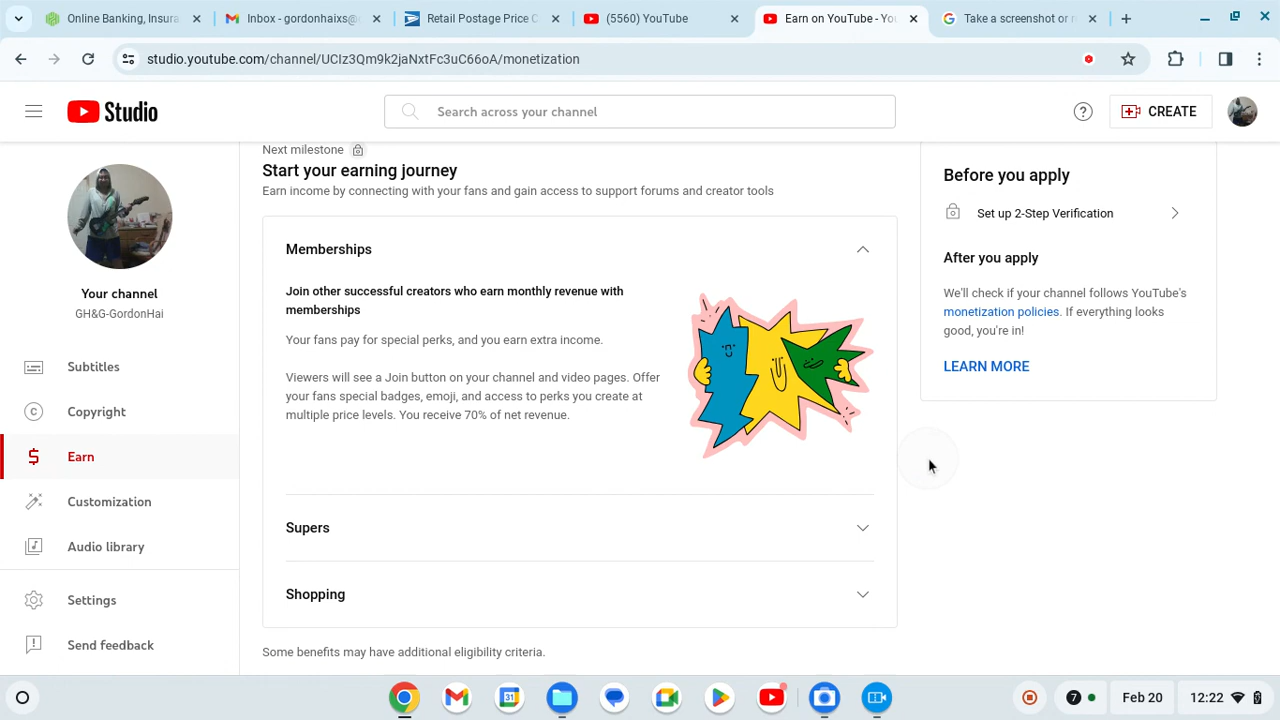 Online Banking, Insura
Inbox - gordonhaixs@
Retail Postage Price C
(5560) YouTube
Earn on YouTube - You
Take a screenshot or r
studio.youtube.com/channel/UCIz3Qm9k2jaNxtFc3uC66oA/monetization
Studio
Search across your channel
CREATE
Your channel
GH&G-GordonHai
Subtitles
Copyright
Earn
Customization
Audio library
Settings
Send feedback
Next milestone
Start your earning journey
Earn income by connecting with your fans and gain access to support forums and creator tools
Memberships
Join other successful creators who earn monthly revenue with
memberships
Your fans pay for special perks, and you earn extra income.
Viewers will see a Join button on your channel and video pages. Offer
your fans special badges, emoji, and access to perks you create at
multiple price levels. You receive 70% of net revenue.
Supers
Shopping
Some benefits may have additional eligibility criteria.
Before you apply
Set up 2-Step Verification
After you apply
We'll check if your channel follows YouTube's
monetization policies. If everything looks
good, you're in!
LEARN MORE
31
7
Feb 20
12:22